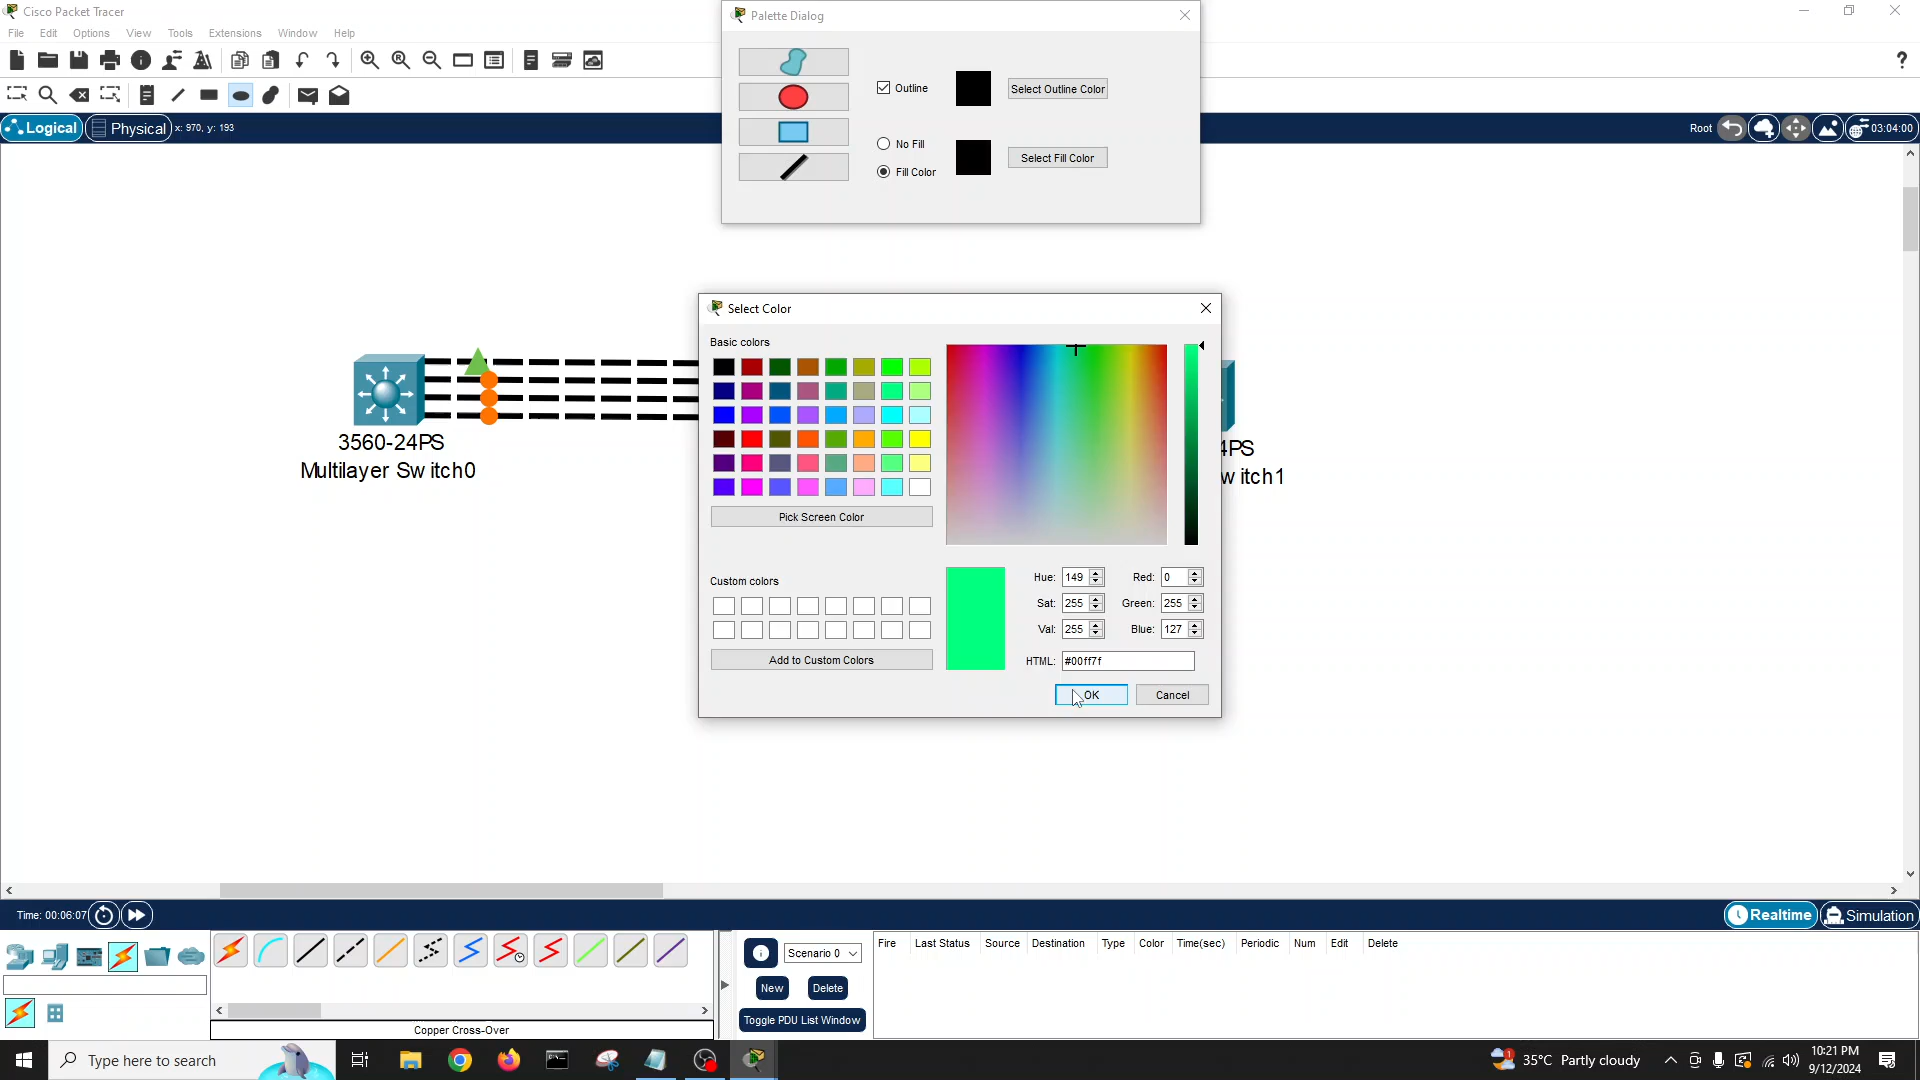 Cisco Packet Tracer
File Edit Options View Tools Extensions Window Help
Palette Dialog
Outline
Select Outline Color
No Fill
Fill Color
Select Fill Color
Logical
Physical
x: 970, y: 193
Root
03:04:00
3560-24PS
Multilayer Switch0
4PS
witch1
Select Color
Basic colors
Pick Screen Color
Custom colors
Add to Custom Colors
Hue: 149
Red: 0
Sat: 255
Green: 255
Val: 255
Blue: 127
HTML: #00ff7f
OK
Cancel
Time: 00:06:07
Realtime
Simulation
Copper Cross-Over
Scenario 0
New
Delete
Toggle PDU List Window
Fire Last Status Source Destination Type Color Time(sec) Periodic Num Edit Delete
Type here to search
1
35°C Partly cloudy
10:21 PM
9/12/2024